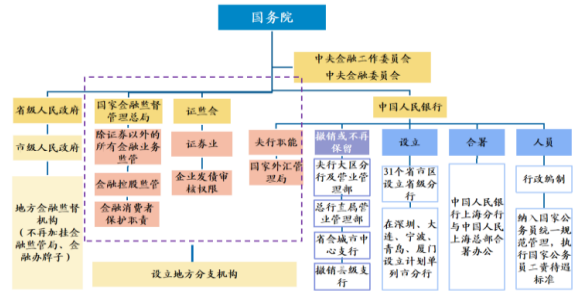 国务院
中央金融工作委员会
中央金融委员会
省级人民政府
市级人民政府
地方金融监督
机构
（不再加挂金
融监管局、金
融办牌子）
国家金融监督
管理总局
除证券以外的
所有金融业务
监管
金融控股监管
金融消费者
保护职责
证监会
证券业
企业发债审
核权限
设立地方分支机构
中国人民银行
央行职能
国家外汇管
理局
撤销或不再
保留
央行大区分
行及营业管
理部
总行直属营
业管理部
省会城市中
心支行
撤销县级支
行
设立
31个省市区
设立省级分
行
在深圳、大
连、宁波、
青岛、厦门
设立计划单
列市分行
合署
中国人民银
行上海分行
与中国人民
上海总部合
署办公
人员
行政编制
纳入国家公
务员统一规
范管理，执
行国家公务
员工资待遇
标准